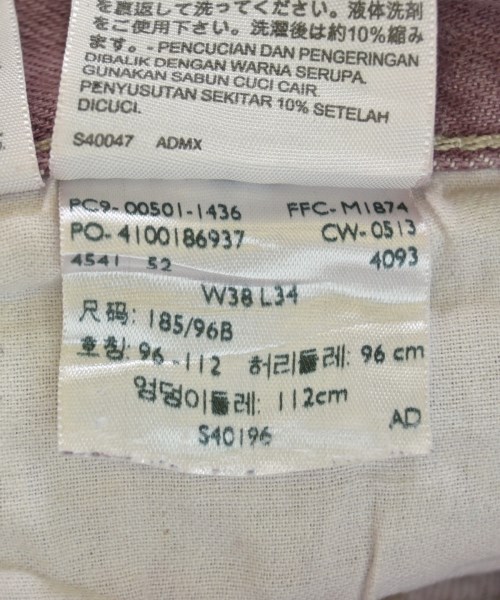 を裏返して洗ってください。液体洗剤
をご使用下さい。洗濯後は約10%縮み
ます。- PENCUCIAN DAN PENGERINGAN
DIBALIK DENGAN WARNA SERUPA.
GUNAKAN SABUN CUCI CAIR
PENYUSUTAN SEKITAR 10% SETELAH
DICUCI.
S40047 ADMX
PC9-00501-1436 FFC-M1874
PO-4100186937 CW-0513
4541 52 4093
W38 L34
尺码: 185/96B
호칭: 96-112 허리둘레: 96 cm
엉덩이둘레: 112cm
AD
S40196